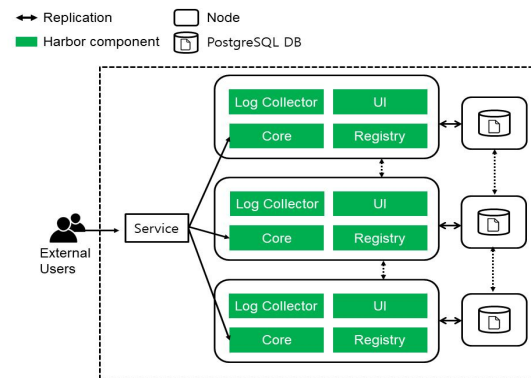 Replication
Node
Harbor component
PostgreSQL DB
Log Collector
UI
Core
Registry
Log Collector
UI
Core
Registry
Log Collector
UI
Core
Registry
Service
External
Users